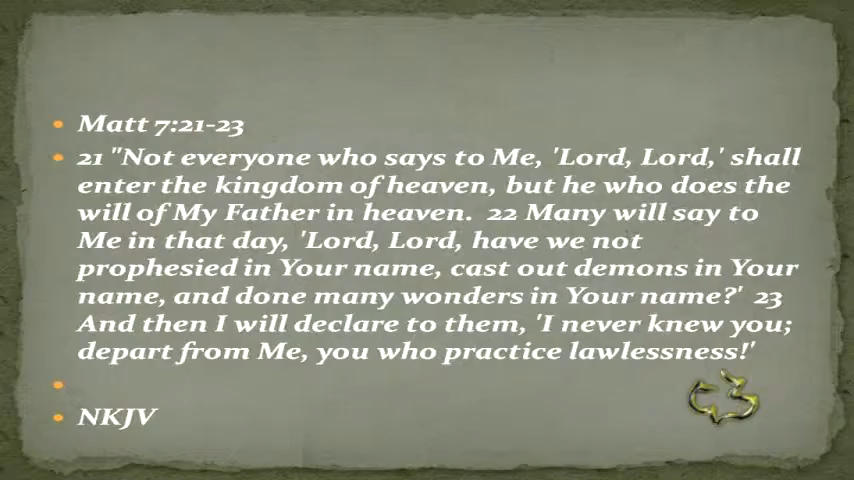 Matt 7:21-23
21 "Not everyone who says to Me, 'Lord, Lord,' shall
enter the kingdom of heaven, but he who does the
will of My Father in heaven.  22 Many will say to
Me in that day, 'Lord, Lord, have we not
prophesied in Your name, cast out demons in Your
name, and done many wonders in Your name?'  23
And then I will declare to them, 'I never knew you;
depart from Me, you who practice lawlessness!'
NKJV